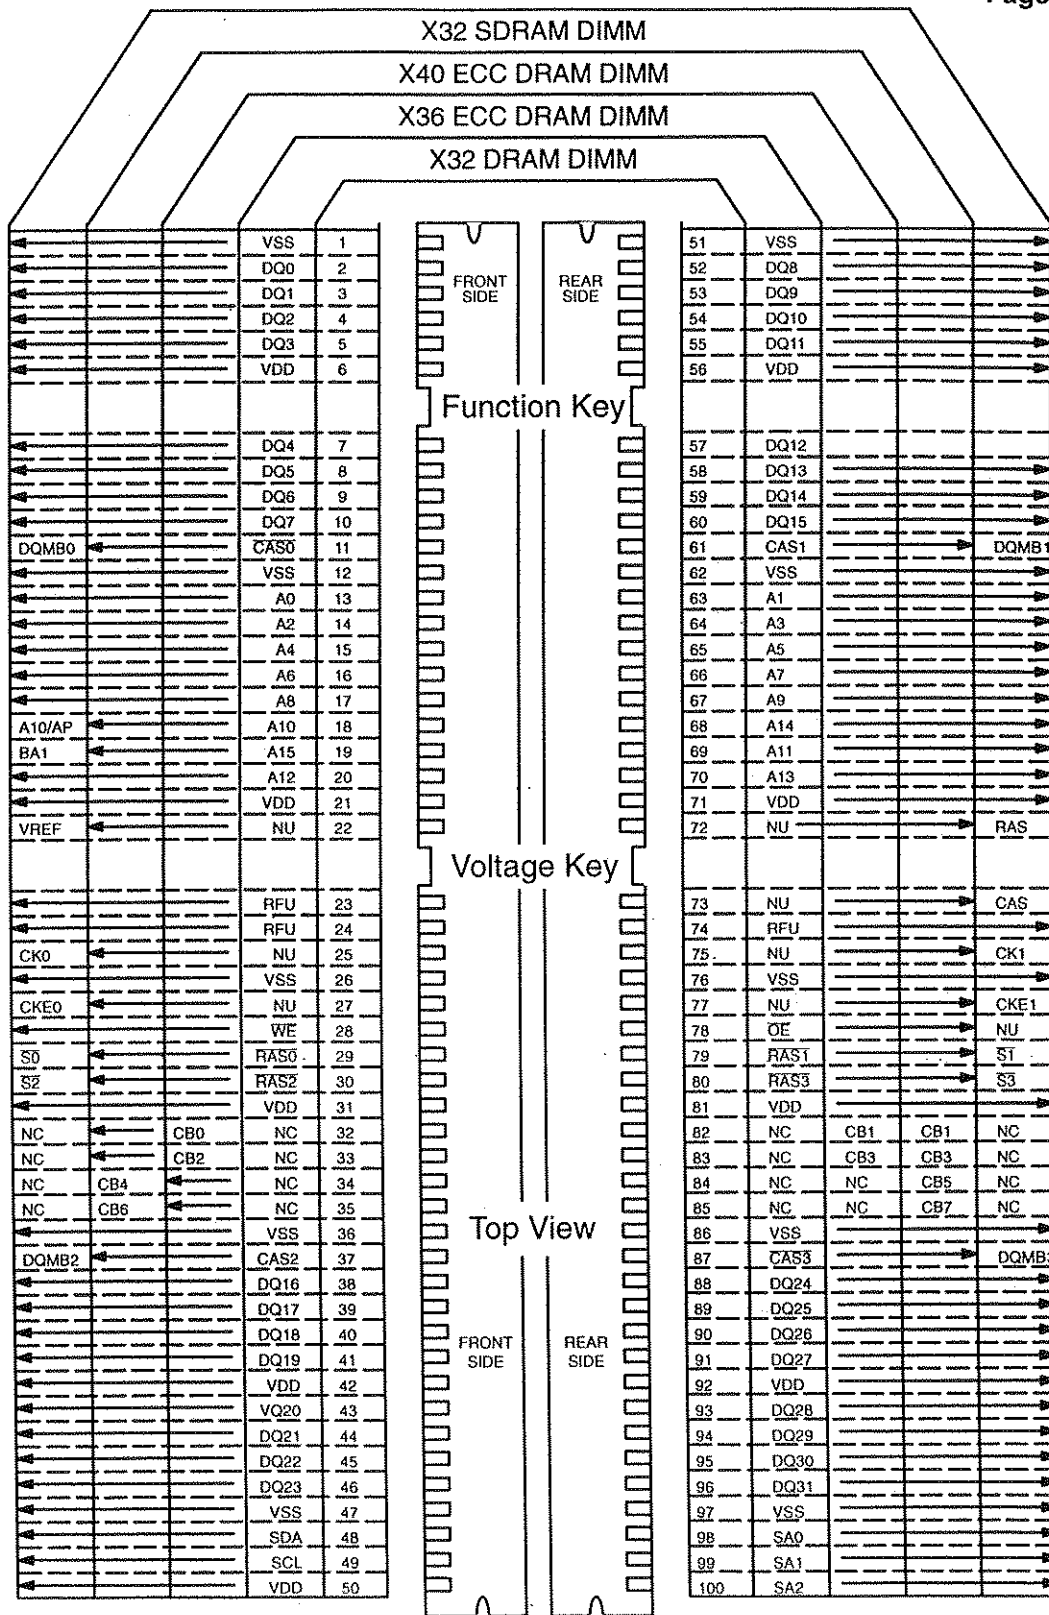 Page
X32 SDRAM DIMM
X40 ECC DRAM DIMM
X36 ECC DRAM DIMM
X32 DRAM DIMM
VSS 1 51 VSS
DQ0 2 FRONT REAR 52 DQ8
DQ1 3 SIDE SIDE 53 DQ9
DQ2 4 54 DQ10
DQ3 5 55 DQ11
VDD 6 56 VDD
Function Key
DQ4 7 57 DQ12
DQ5 8 58 DQ13
DQ6 9 59 DQ14
DQ7 10 60 DQ15
DQMB0 CAS0 11 61 CAS1 DQMB1
VSS 12 62 VSS
A0 13 63 A1
A2 14 64 A3
A4 15 65 A5
A6 16 66 A7
A8 17 67 A9
A10/AP A10 18 68 A14
BA1 A15 19 69 A11
A12 20 70 A13
VDD 21 71 VDD
VREF NU 22 72 NU RAS
Voltage Key
RFU 23 73 NU CAS
RFU 24 74 RFU
CK0 NU 25 75 NU CK1
VSS 26 76 VSS
CKE0 NU 27 77 NU CKE1
WE 28 78 OE NU
S0 RAS0 29 79 RAS1 S1
S2 RAS2 30 80 RAS3 S3
VDD 31 81 VDD
NC CB0 NC 32 82 NC CB1 CB1 NC
NC CB2 NC 33 83 NC CB3 CB3 NC
NC CB4 NC 34 84 NC NC CB5 NC
NC CB6 NC 35 85 NC NC CB7 NC
VSS 36 Top View 86 VSS
DQMB2 CAS2 37 87 CAS3 DQMB3
DQ16 38 88 DQ24
DQ17 39 89 DQ25
DQ18 40 FRONT REAR 90 DQ26
DQ19 41 SIDE SIDE 91 DQ27
VDD 42 92 VDD
VQ20 43 93 DQ28
DQ21 44 94 DQ29
DQ22 45 95 DQ30
DQ23 46 96 DQ31
VSS 47 97 VSS
SDA 48 98 SA0
SCL 49 99 SA1
VDD 50 100 SA2